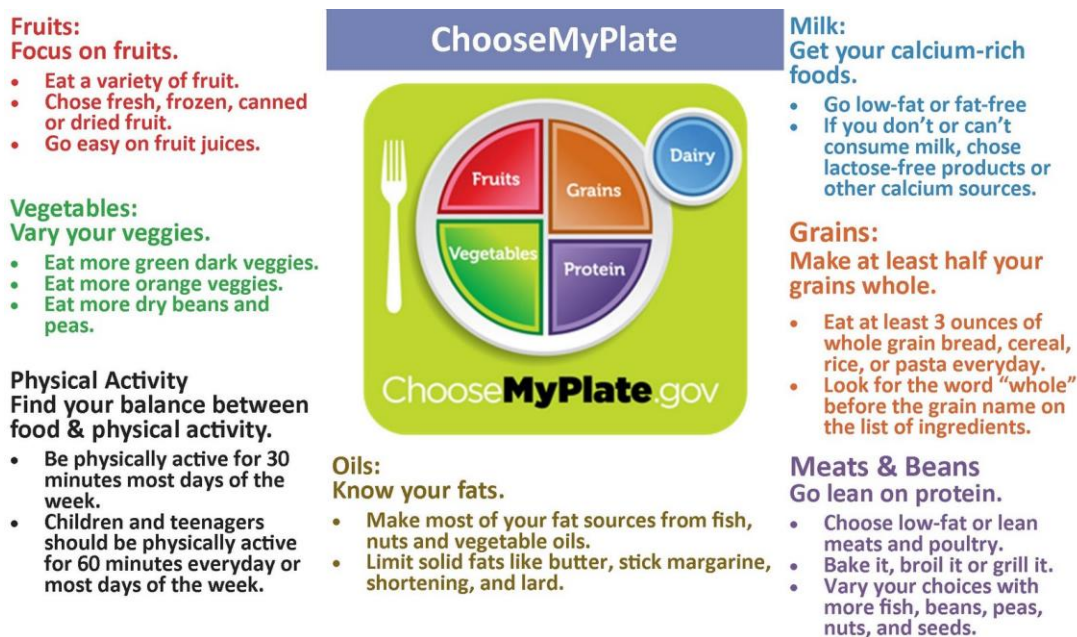 Fruits:
Focus on fruits.
• Eat a variety of fruit.
• Chose fresh, frozen, canned
or dried fruit.
• Go easy on fruit juices.
Vegetables:
Vary your veggies.
• Eat more green dark veggies.
• Eat more orange veggies.
• Eat more dry beans and
peas.
Physical Activity
Find your balance between
food & physical activity.
• Be physically active for 30
minutes most days of the
week.
• Children and teenagers
should be physically active
for 60 minutes everyday or
most days of the week.
ChooseMyPlate
Fruits
Grains
Dairy
Vegetables
Protein
ChooseMyPlate.gov
Oils:
Know your fats.
• Make most of your fat sources from fish,
nuts and vegetable oils.
• Limit solid fats like butter, stick margarine,
shortening, and lard.
Milk:
Get your calcium-rich
foods.
• Go low-fat or fat-free
• If you don’t or can’t
consume milk, chose
lactose-free products or
other calcium sources.
Grains:
Make at least half your
grains whole.
• Eat at least 3 ounces of
whole grain bread, cereal,
rice, or pasta everyday.
• Look for the word “whole”
before the grain name on
the list of ingredients.
Meats & Beans
Go lean on protein.
• Choose low-fat or lean
meats and poultry.
• Bake it, broil it or grill it.
• Vary your choices with
more fish, beans, peas,
nuts, and seeds.